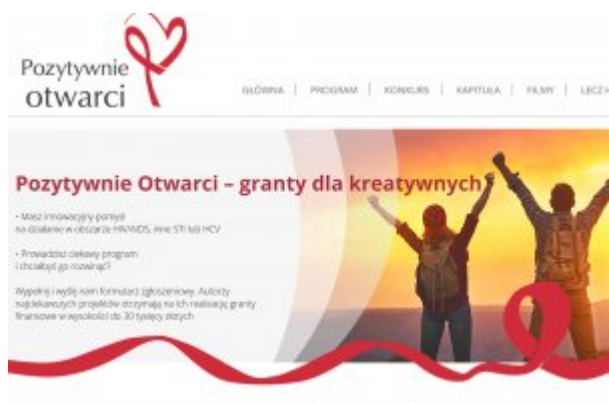 Pozytywnie
otwarci
GŁÓWNA | PROGRAM | KONKURS | KAPITUŁA | FILMY |
Pozytywnie Otwarci – granty dla kreatywnych
• Masz innowacyjny pomysł
na działanie w obszarze HIV/AIDS, inne STI lub HCV
• Prowadzisz ciekawy program
i chciałbyś go rozwinąć?
Wypełnij i wyślij nam formularz zgłoszeniowy. Autorzy
najciekawszych projektów otrzymają na ich realizację granty
finansowe w wysokości do 30 tysięcy złotych